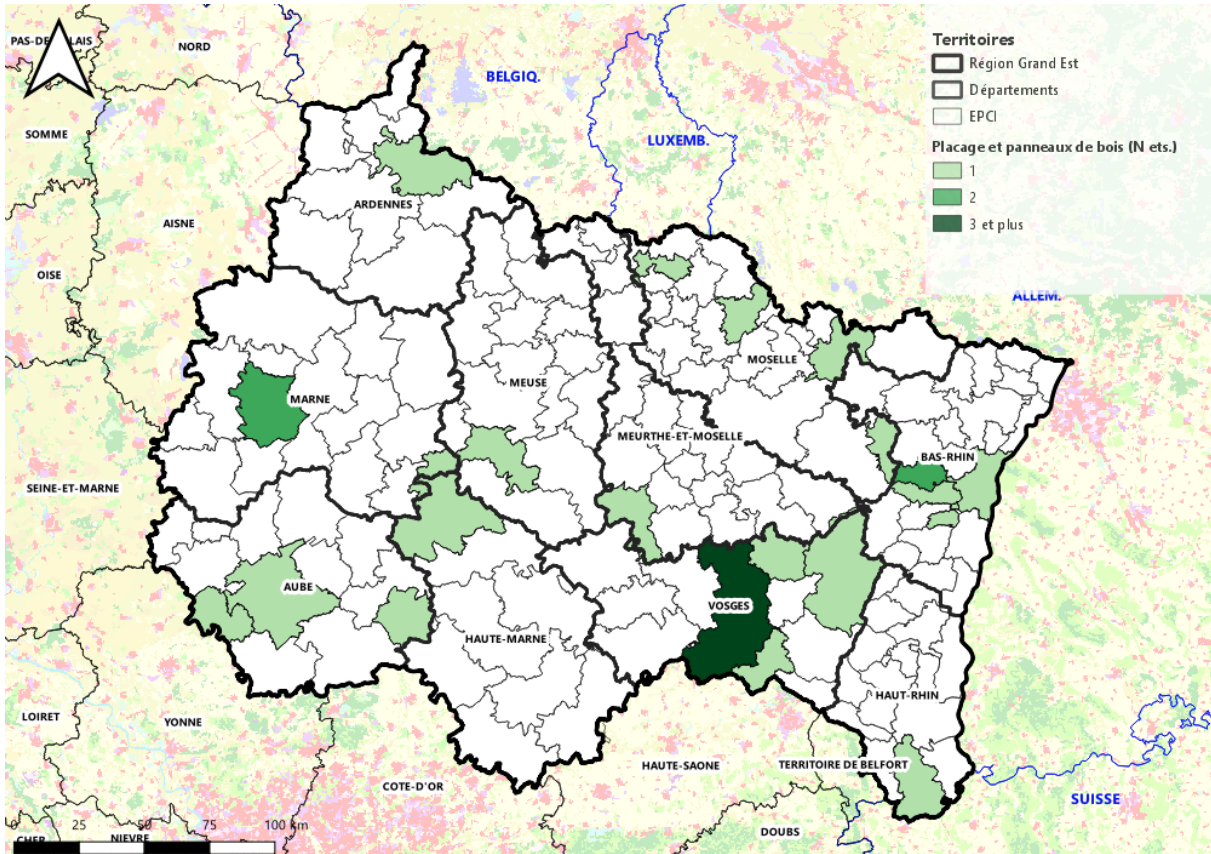 PAS-DE-CALAIS
NORD
BELGIQ.
Territoires
Région Grand Est
Départements
EPCI
Placage et panneaux de bois (N ets.)
1
2
3 et plus
SOMME
LUXEMB.
AISNE
ARDENNES
OISE
ALLEM.
MOSELLE
MEUSE
MARNE
MEURTHE-ET-MOSELLE
BAS-RHIN
SEINE-ET-MARNE
AUBE
VOSGES
HAUTE-MARNE
HAUT-RHIN
LOIRET
YONNE
HAUTE-SAONE
TERRITOIRE DE BELFORT
COTE-D'OR
SUISSE
0 25 50 75 100 km
CHER
NIEVRE
DOUBS